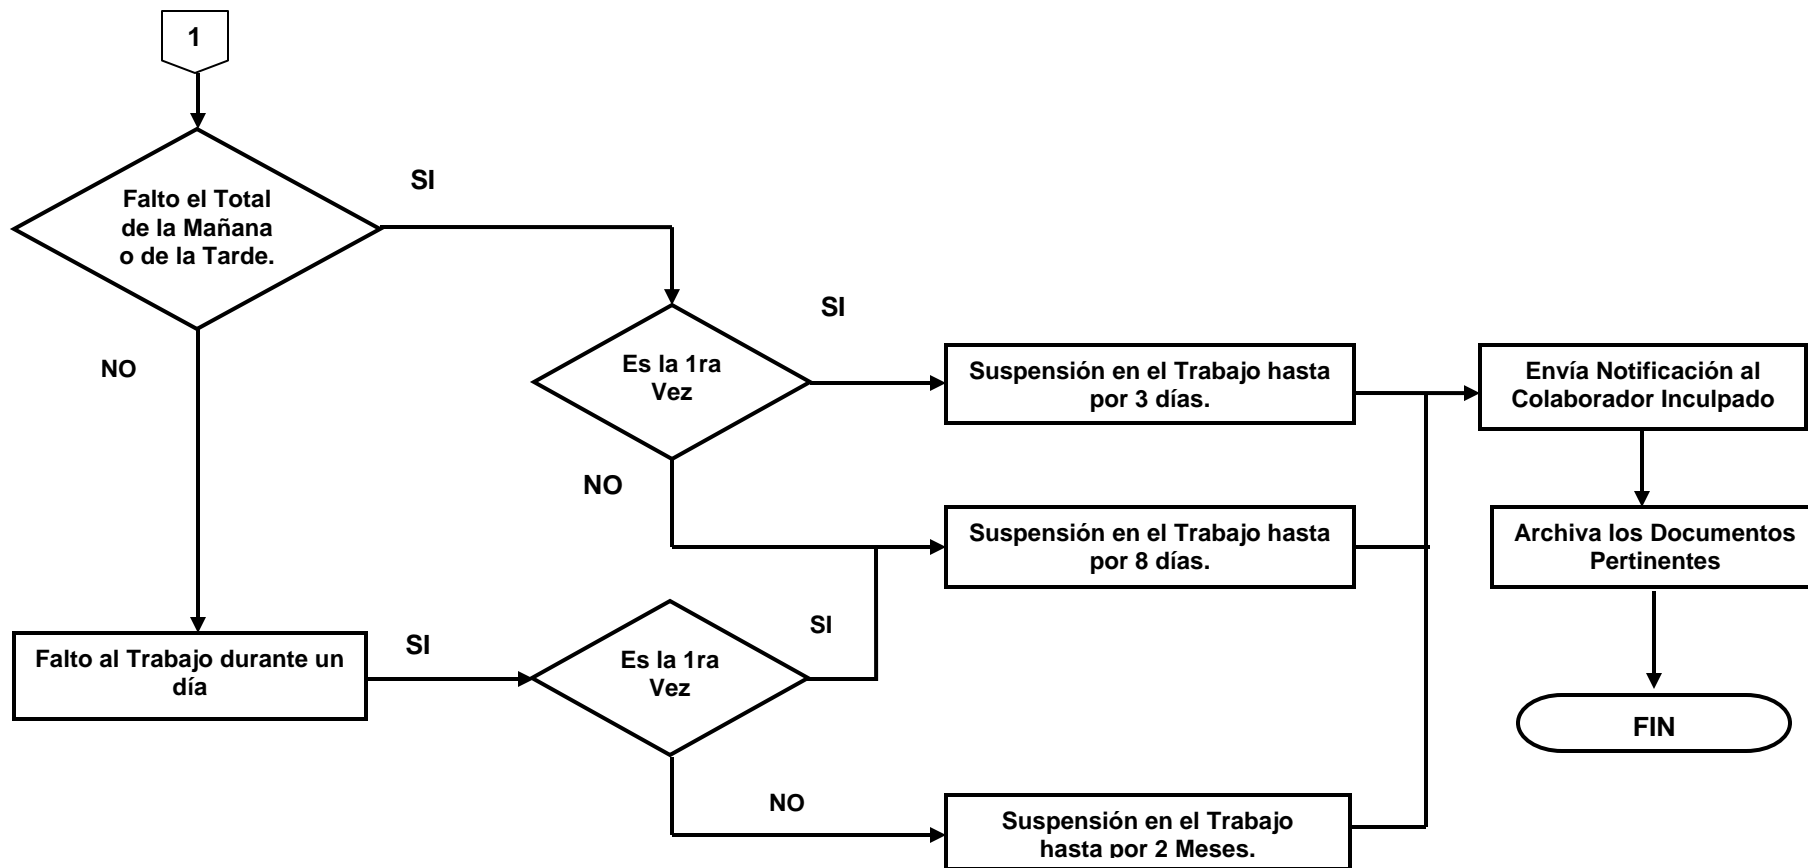 1
Falto el Total
de la Mañana
o de la Tarde.
SI
NO
Es la 1ra
Vez
SI
NO
Suspensión en el Trabajo hasta
por 3 días.
Envía Notificación al
Colaborador Inculpado
Suspensión en el Trabajo hasta
por 8 días.
Archiva los Documentos
Pertinentes
Falto al Trabajo durante un
día
SI
Es la 1ra
Vez
SI
NO
FIN
Suspensión en el Trabajo
hasta por 2 Meses.